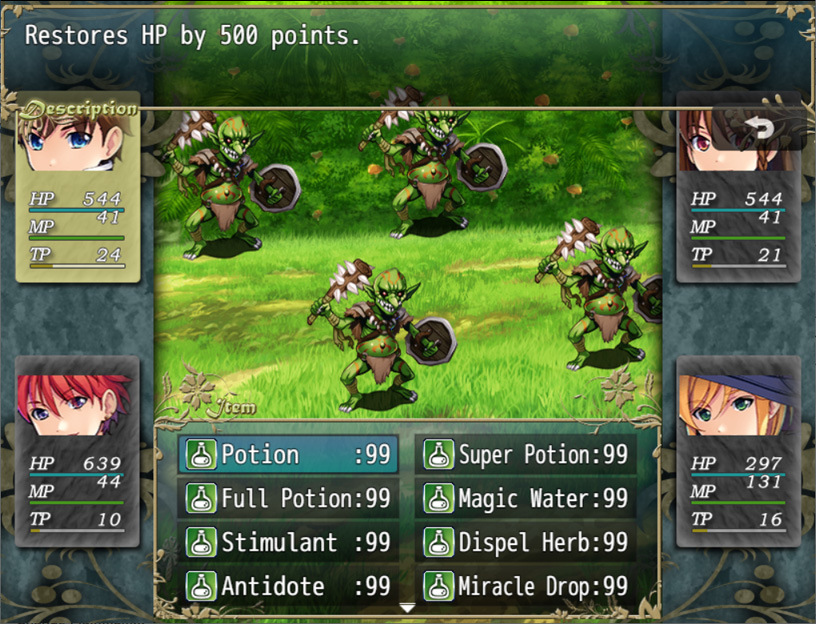 Restores HP by 500 points.
Description
HP 544
MP 41
TP 24
HP 544
MP 41
TP 21
HP 639
MP 44
TP 10
HP 297
MP 131
TP 16
Item
Potion :99
Super Potion:99
Full Potion:99
Magic Water:99
Stimulant :99
Dispel Herb:99
Antidote :99
Miracle Drop:99